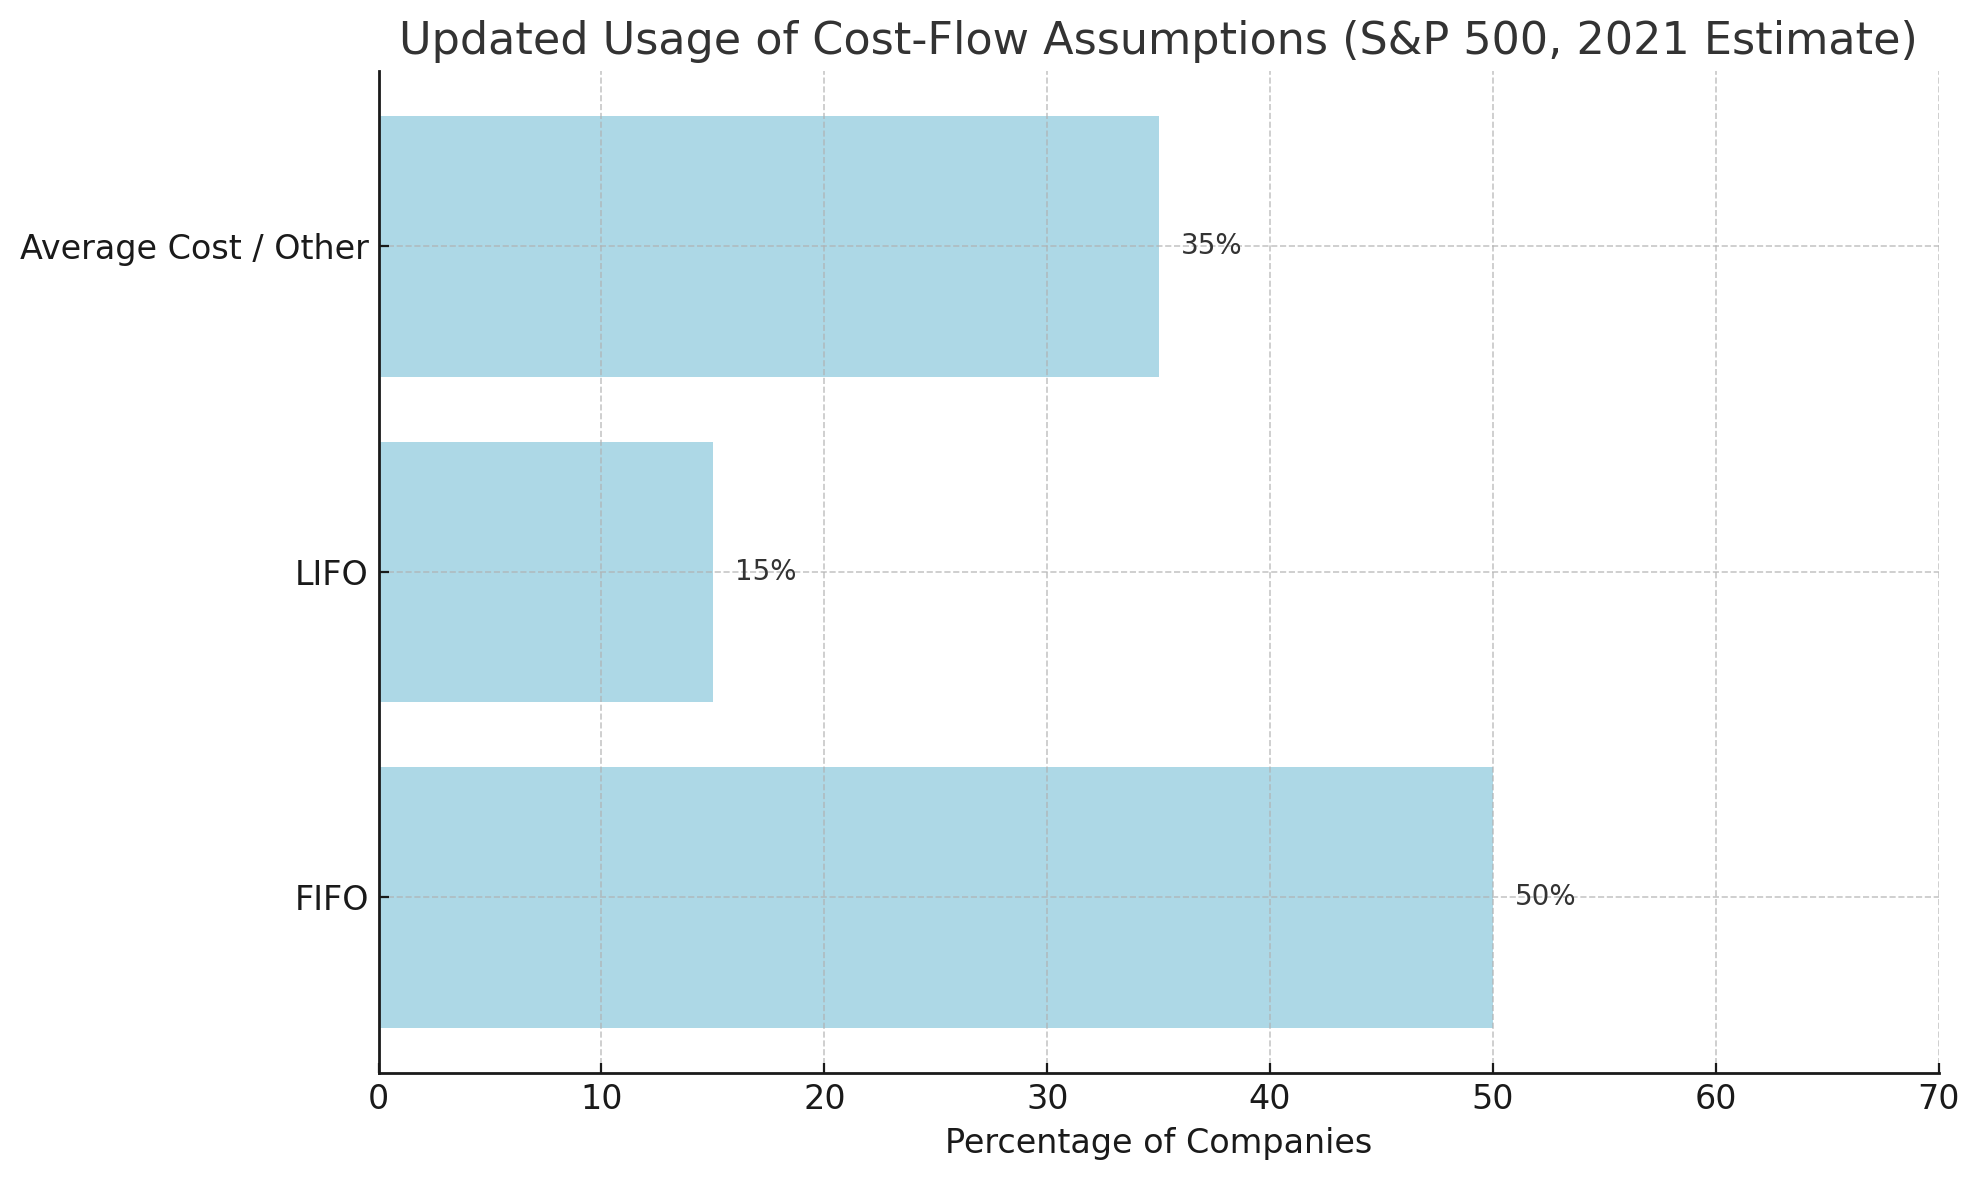 Updated Usage of Cost-Flow Assumptions (S&P 500, 2021 Estimate)
Average Cost / Other
35%
LIFO
15%
FIFO
50%
0 10 20 30 40 50 60 70
Percentage of Companies